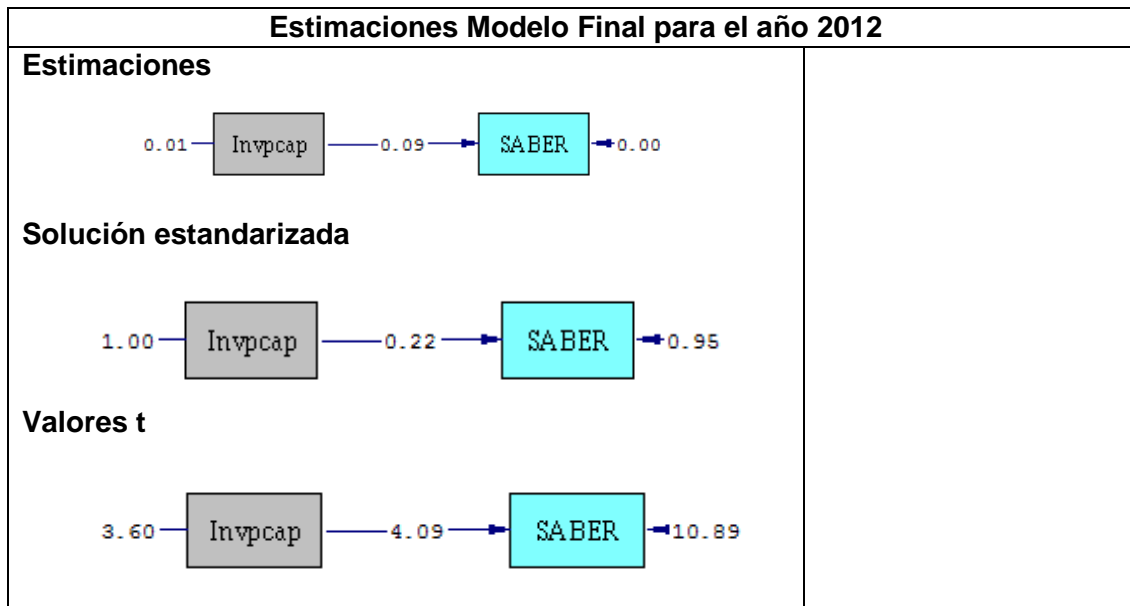 Estimaciones Modelo Final para el año 2012
Estimaciones
0.01 Invpcap 0.09 SABER 0.00
Solución estandarizada
1.00 Invpcap 0.22 SABER 0.95
Valores t
3.60 Invpcap 4.09 SABER 10.89